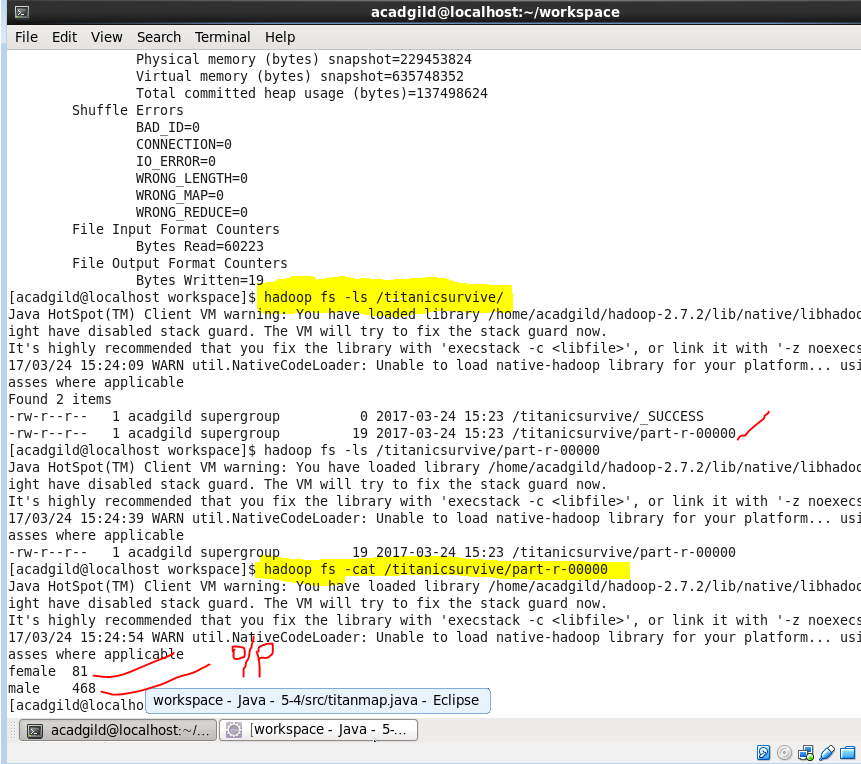 acadgild@localhost:~/workspace
File Edit View Search Terminal Help
Physical memory (bytes) snapshot=229453824
Virtual memory (bytes) snapshot=635748352
Total committed heap usage (bytes)=137498624
Shuffle Errors
BAD_ID=0
CONNECTION=0
IO_ERROR=0
WRONG_LENGTH=0
WRONG_MAP=0
WRONG_REDUCE=0
File Input Format Counters
Bytes Read=60223
File Output Format Counters
Bytes Written=19
[acadgild@localhost workspace]$ hadoop fs -ls /titanicsurvive/
Java HotSpot(TM) Client VM warning: You have loaded library /home/acadgild/hadoop-2.7.2/lib/native/libhadoo
ight have disabled stack guard. The VM will try to fix the stack guard now.
It's highly recommended that you fix the library with 'execstack -c <libfile>', or link it with '-z noexecs
17/03/24 15:24:09 WARN util.NativeCodeLoader: Unable to load native-hadoop library for your platform... usi
asses where applicable
Found 2 items
-rw-r--r-- 1 acadgild supergroup 0 2017-03-24 15:23 /titanicsurvive/_SUCCESS
-rw-r--r-- 1 acadgild supergroup 19 2017-03-24 15:23 /titanicsurvive/part-r-00000
[acadgild@localhost workspace]$ hadoop fs -ls /titanicsurvive/part-r-00000
Java HotSpot(TM) Client VM warning: You have loaded library /home/acadgild/hadoop-2.7.2/lib/native/libhadoo
ight have disabled stack guard. The VM will try to fix the stack guard now.
It's highly recommended that you fix the library with 'execstack -c <libfile>', or link it with '-z noexecs
17/03/24 15:24:39 WARN util.NativeCodeLoader: Unable to load native-hadoop library for your platform... usi
asses where applicable
-rw-r--r-- 1 acadgild supergroup 19 2017-03-24 15:23 /titanicsurvive/part-r-00000
[acadgild@localhost workspace]$ hadoop fs -cat /titanicsurvive/part-r-00000
Java HotSpot(TM) Client VM warning: You have loaded library /home/acadgild/hadoop-2.7.2/lib/native/libhadoo
ight have disabled stack guard. The VM will try to fix the stack guard now.
It's highly recommended that you fix the library with 'execstack -c <libfile>', or link it with '-z noexecs
17/03/24 15:24:54 WARN util.NativeCodeLoader: Unable to load native-hadoop library for your platform... usi
asses where applicable
O/P
female 81
male 468
[acadgild@localho
workspace - Java - 5-4/src/titanmap.java - Eclipse
acadgild@localhost:~/... [workspace - Java - 5-...